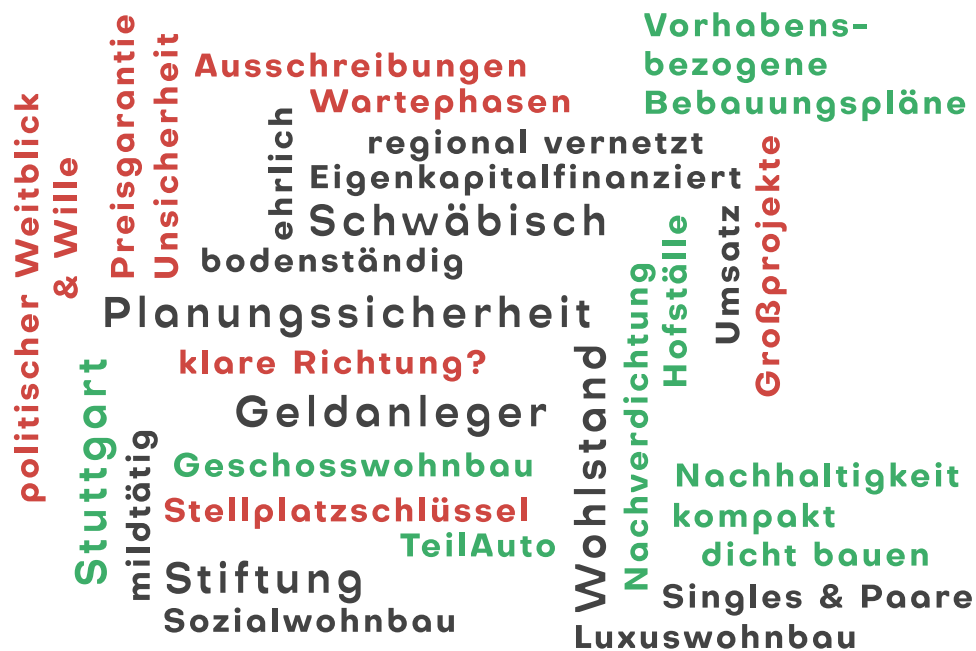 politischer Weitblick
& Wille
Preisgarantie
Unsicherheit
Ausschreibungen
Wartephasen
Vorhabens-
bezogene
Bebauungspläne
ehrlich
regional vernetzt
Eigenkapitalfinanziert
Schwäbisch
bodenständig
Planungssicherheit
klare Richtung?
Geldanleger
Stuttgart
mildtätig
Geschosswohnbau
Stellplatzschlüssel
TeilAuto
Stiftung
Sozialwohnbau
Wohlstand
Nachverdichtung
Hofställe
Umsatz
Großprojekte
Nachhaltigkeit
kompakt
dicht bauen
Singles & Paare
Luxuswohnbau